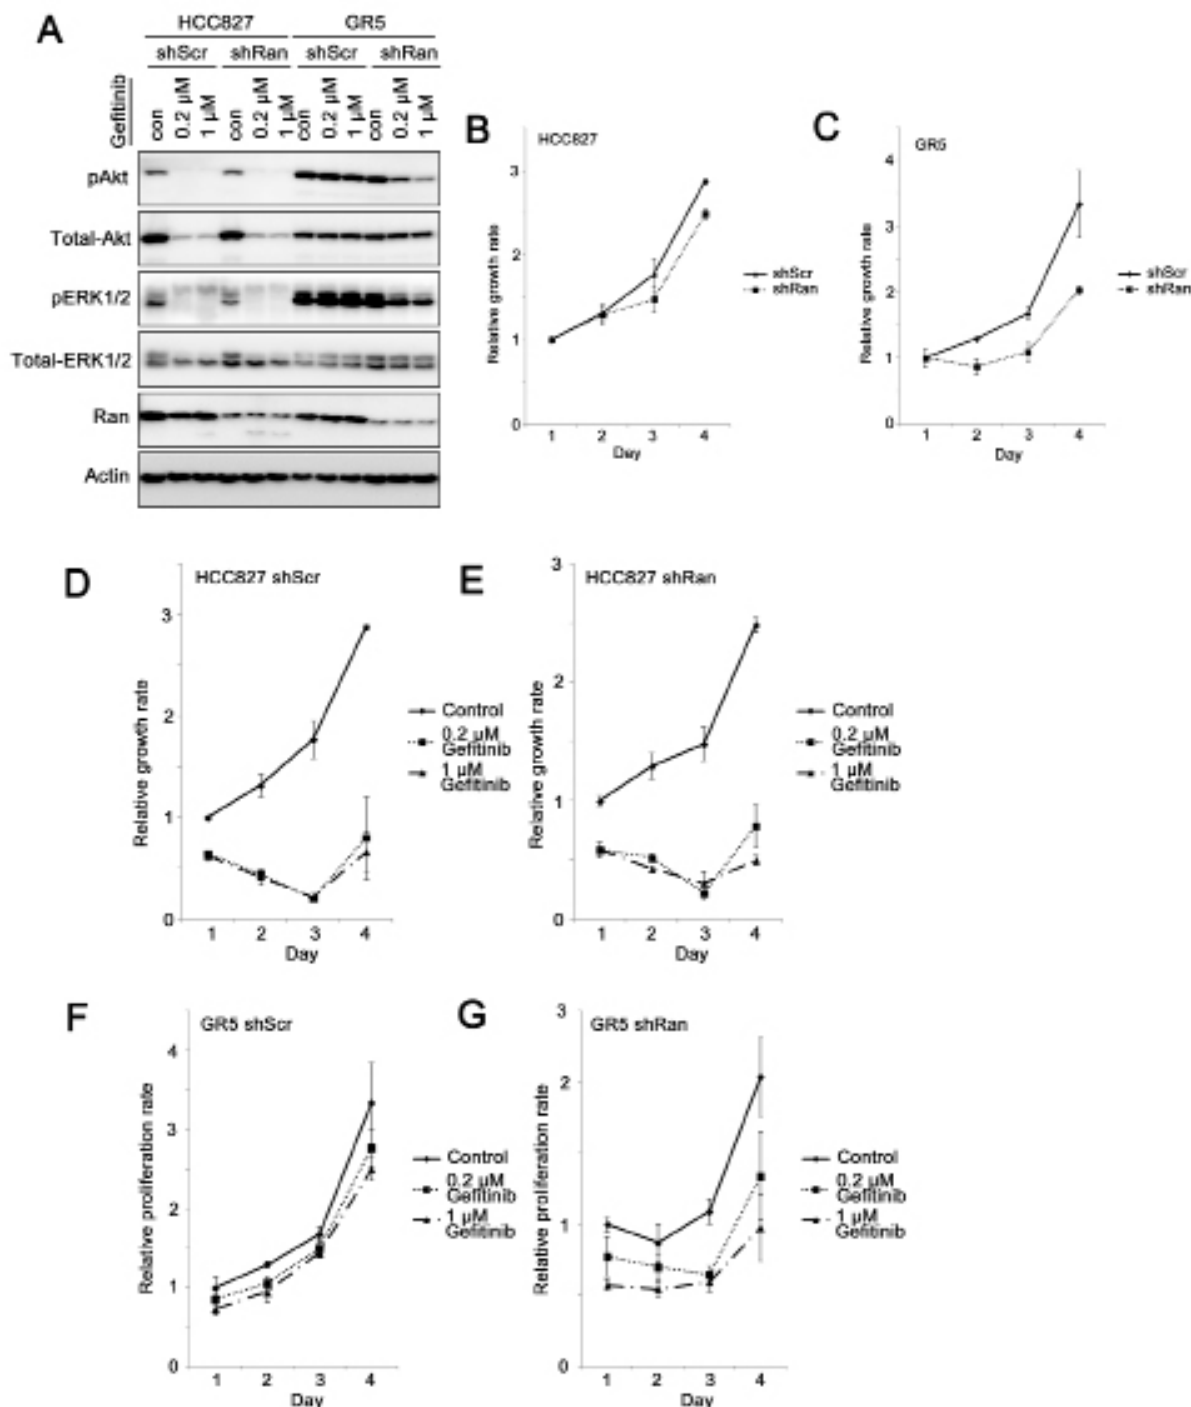 A
HCC827 GR5
shScr shRan shScr shRan
Gefitinib
con 0.2 µM 1 µM con 0.2 µM 1 µM con 0.2 µM 1 µM con 0.2 µM 1 µM
pAkt
Total-Akt
pERK1/2
Total-ERK1/2
Ran
Actin
B
HCC827
Relative growth rate
3
2
1
0
1 2 3 4
Day
shScr
shRan
C
GR5
Relative growth rate
4
3
2
1
0
1 2 3 4
Day
shScr
shRan
D
HCC827 shScr
Relative growth rate
3
2
1
0
1 2 3 4
Day
Control
0.2 µM
Gefitinib
1 µM
Gefitinib
E
HCC827 shRan
Relative growth rate
3
2
1
0
1 2 3 4
Day
Control
0.2 µM
Gefitinib
1 µM
Gefitinib
F
GR5 shScr
Relative proliferation rate
4
3
2
1
0
1 2 3 4
Day
Control
0.2 µM
Gefitinib
1 µM
Gefitinib
G
GR5 shRan
Relative proliferation rate
3
2
1
0
1 2 3 4
Day
Control
0.2 µM
Gefitinib
1 µM
Gefitinib